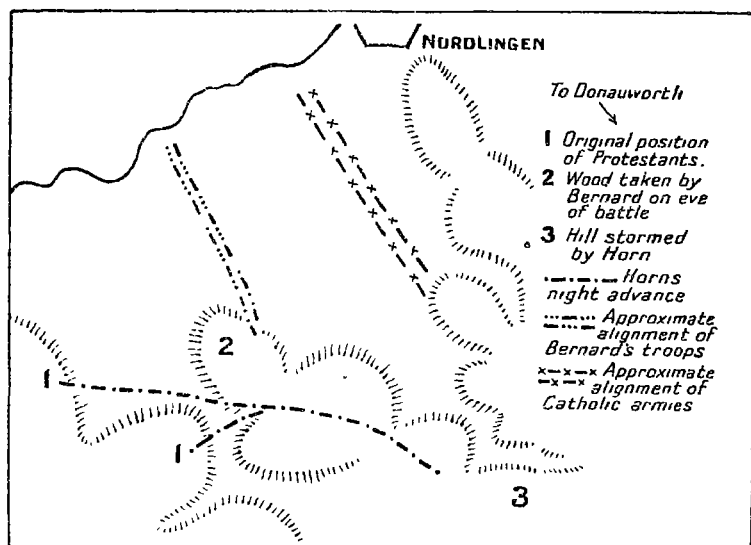 NORDLINGEN
To Donauworth
1 Original position
of Protestants.
2 Wood taken by
Bernard on eve
of battle
3 Hill stormed
by Horn
Horns
night advance
Approximate
alignment of
Bernard's troops
Approximate
alignment of
Catholic armies
2
1
1
3